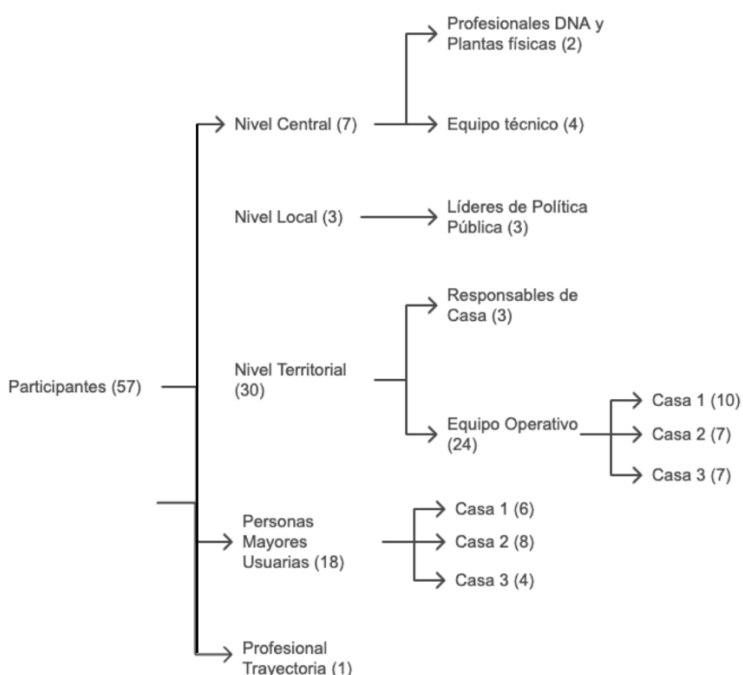 Profesionales DNA y
Plantas físicas (2)
Nivel Central (7)
Equipo técnico (4)
Nivel Local (3)
Líderes de Política
Pública (3)
Responsables de
Casa (3)
Nivel Territorial
(30)
Participantes (57)
Equipo Operativo
(24)
Casa 1 (10)
Casa 2 (7)
Casa 3 (7)
Personas
Mayores
Usuarias (18)
Casa 1 (6)
Casa 2 (8)
Casa 3 (4)
Profesional
Trayectoria (1)